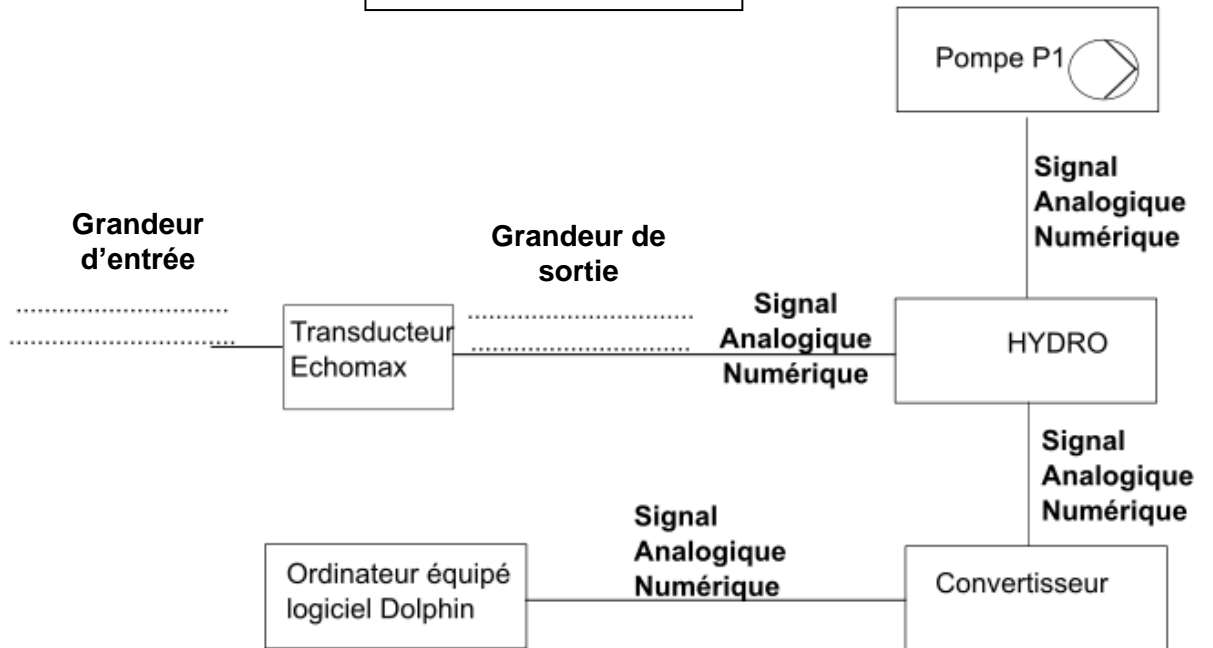 Pompe P1
Signal
Analogique
Numérique
Grandeur
d’entrée
Grandeur de
sortie
Transducteur
Echomax
Signal
Analogique
Numérique
HYDRO
Signal
Analogique
Numérique
Signal
Analogique
Numérique
Ordinateur équipé
logiciel Dolphin
Convertisseur